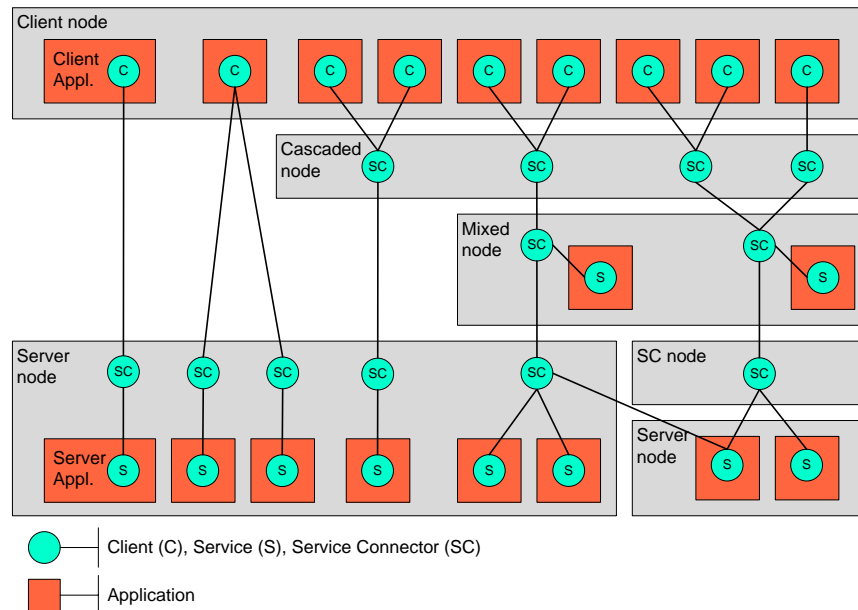 Client node
Client
Appl.
C
C
C
C
C
C
C
C
C
Cascaded
node
SC
SC
SC
SC
Mixed
node
SC
S
SC
S
Server
node
SC
SC
SC
SC
SC
SC node
SC
Server
Appl.
S
S
S
S
S
S
Server
node
S
S
Client (C), Service (S), Service Connector (SC)
Application